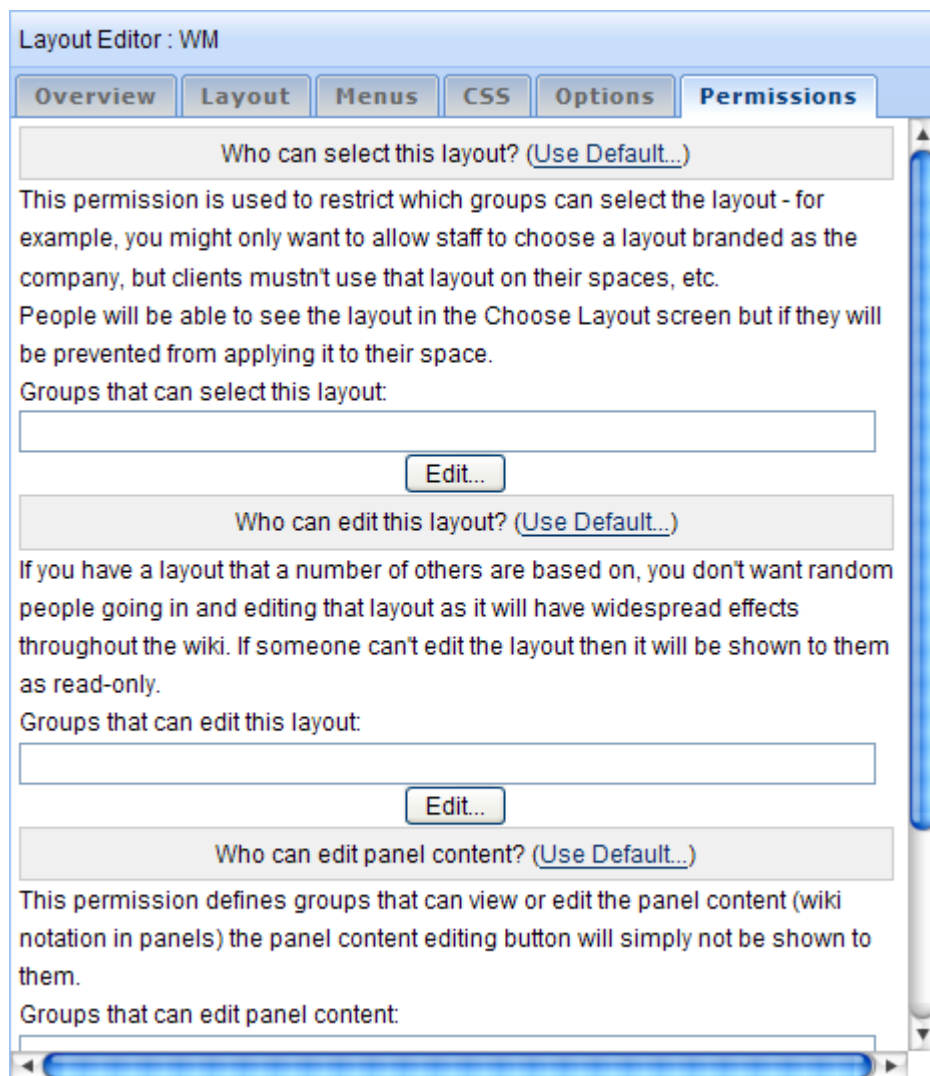 Layout Editor : WM
Overview Layout Menus CSS Options Permissions
Who can select this layout? (Use Default...)
This permission is used to restrict which groups can select the layout - for
example, you might only want to allow staff to choose a layout branded as the
company, but clients mustn't use that layout on their spaces, etc.
People will be able to see the layout in the Choose Layout screen but if they will
be prevented from applying it to their space.
Groups that can select this layout:
Edit...
Who can edit this layout? (Use Default...)
If you have a layout that a number of others are based on, you don't want random
people going in and editing that layout as it will have widespread effects
throughout the wiki. If someone can't edit the layout then it will be shown to them
as read-only.
Groups that can edit this layout:
Edit...
Who can edit panel content? (Use Default...)
This permission defines groups that can view or edit the panel content (wiki
notation in panels) the panel content editing button will simply not be shown to
them.
Groups that can edit panel content: